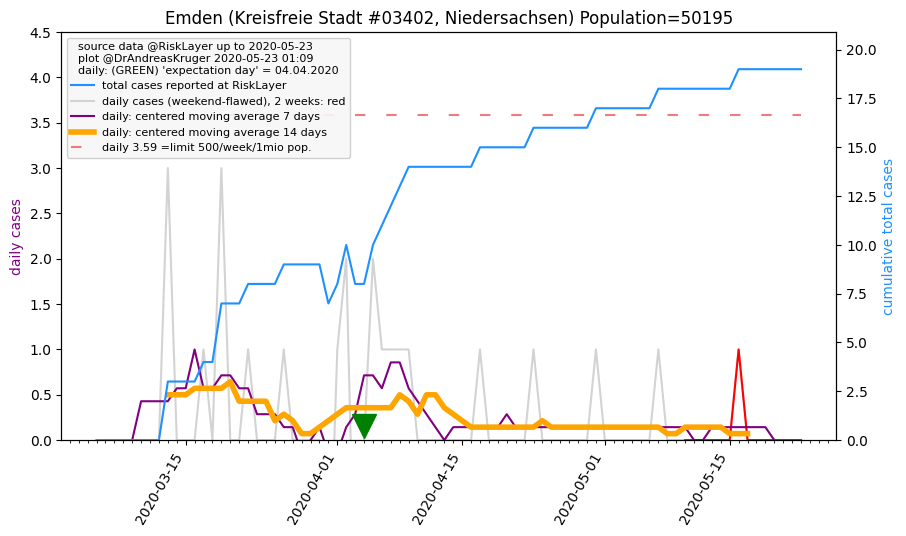 Emden (Kreisfreie Stadt #03402, Niedersachsen) Population=50195
source data @RiskLayer up to 2020-05-23
plot @DrAndreasKruger 2020-05-23 01:09
daily: (GREEN) 'expectation day' = 04.04.2020
total cases reported at RiskLayer
daily cases (weekend-flawed), 2 weeks: red
daily: centered moving average 7 days
daily: centered moving average 14 days
daily 3.59 =limit 500/week/1mio pop.
daily cases
4.5
4.0
3.5
3.0
2.5
2.0
1.5
1.0
0.5
0.0
20.0
17.5
15.0
12.5
10.0
7.5
5.0
2.5
0.0
cumulative total cases
2020-03-15
2020-04-01
2020-04-15
2020-05-01
2020-05-15